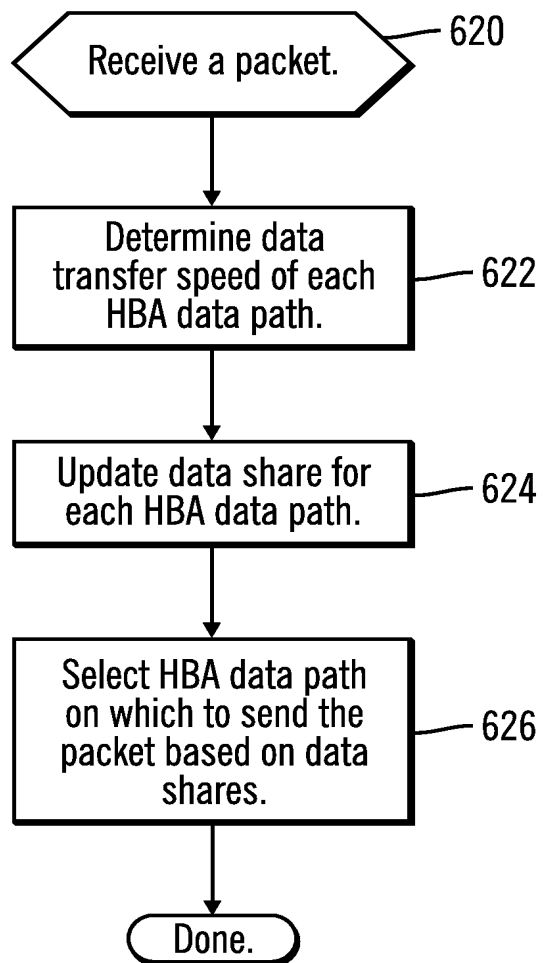 Receive a packet.
620
Determine data
transfer speed of each
HBA data path.
622
Update data share for
each HBA data path.
624
Select HBA data path
on which to send the
packet based on data
shares.
626
Done.